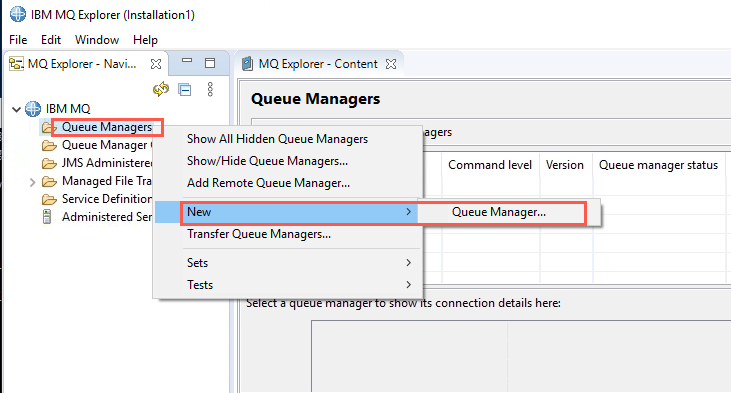 IBM MQ Explorer (Installation1)
File Edit Window Help
MQ Explorer - Navi...
MQ Explorer - Content
IBM MQ
Queue Managers
Queue Manager
JMS Administered
Managed File Tra
Service Definition
Administered Ser
Queue Managers
Show All Hidden Queue Managers
Show/Hide Queue Managers...
Add Remote Queue Manager...
New
Queue Manager...
Transfer Queue Managers...
Sets
Tests
Command level Version Queue manager status
Select a queue manager to show its connection details here: